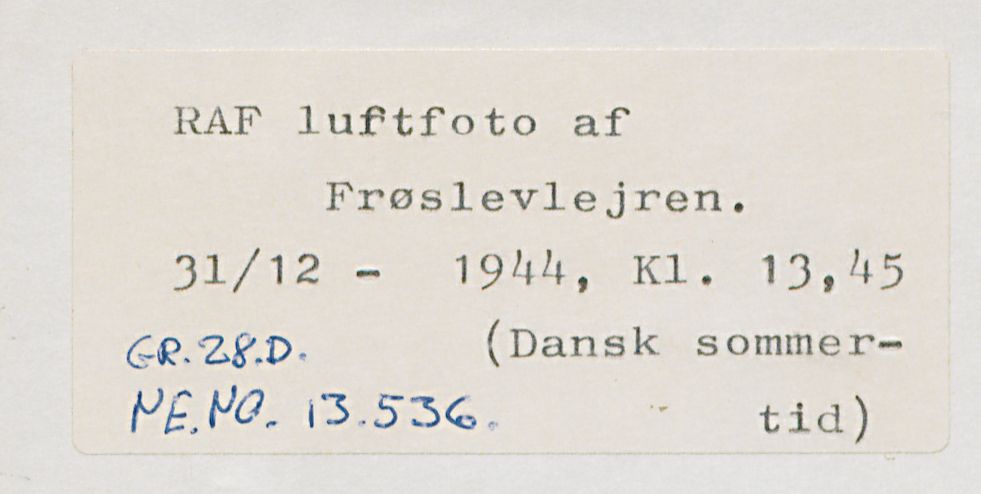 RAF luftfoto af
Frøslevlejren.
31/12 - 1944, Kl. 13,45
(Dansk sommer-
tid)
GR.28.D.
NE.NO. 13.536.